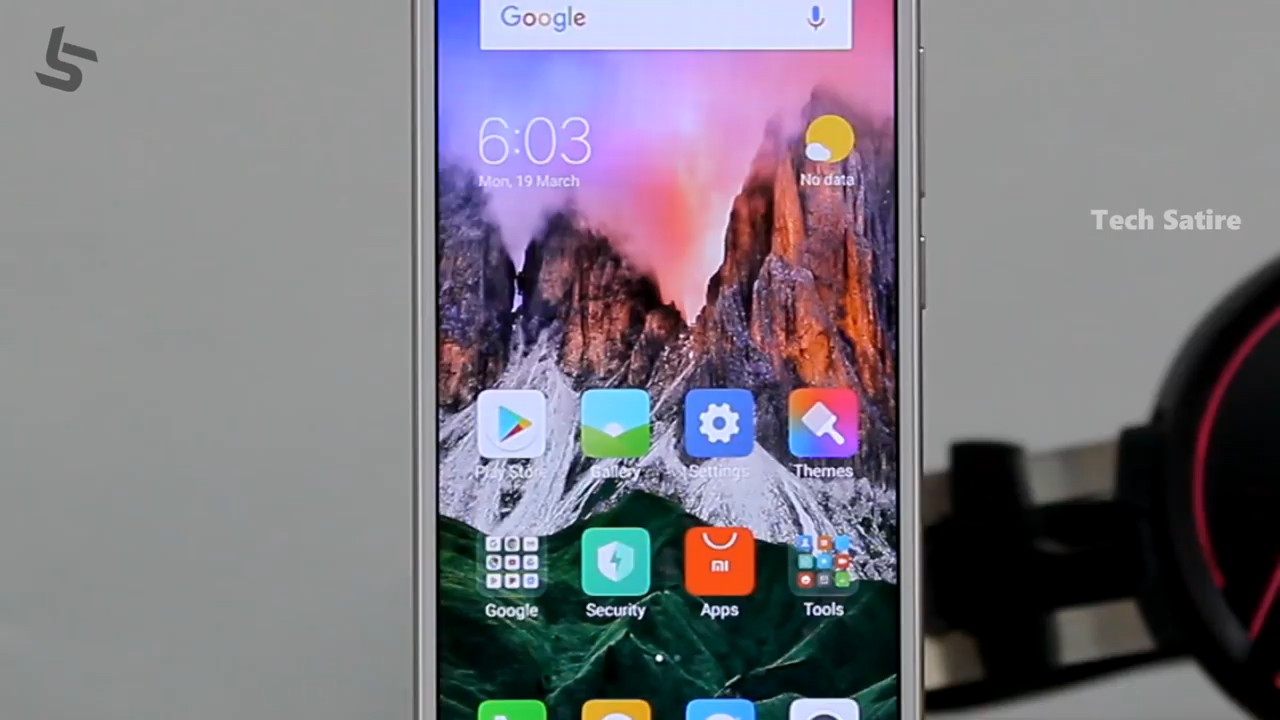 Google
6:03
Mon, 19 March
No data
Tech Satire
Play Store
Gallery
Settings
Themes
mi
Google
Security
Apps
Tools